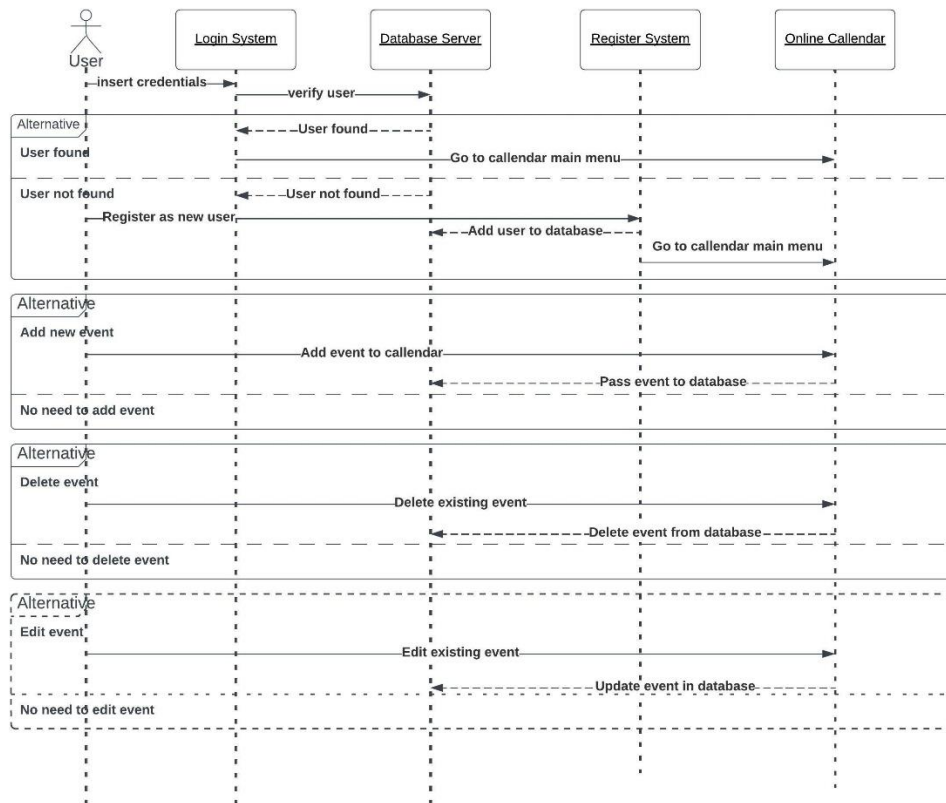 User
Login System
Database Server
Register System
Online Callendar
insert credentials
verify user
Alternative
User found
User found
Go to callendar main menu
User not found
User not found
Register as new user
Add user to database
Go to callendar main menu
Alternative
Add new event
Add event to callendar
Pass event to database
No need to add event
Alternative
Delete event
Delete existing event
Delete event from database
No need to delete event
Alternative
Edit event
Edit existing event
Update event in database
No need to edit event